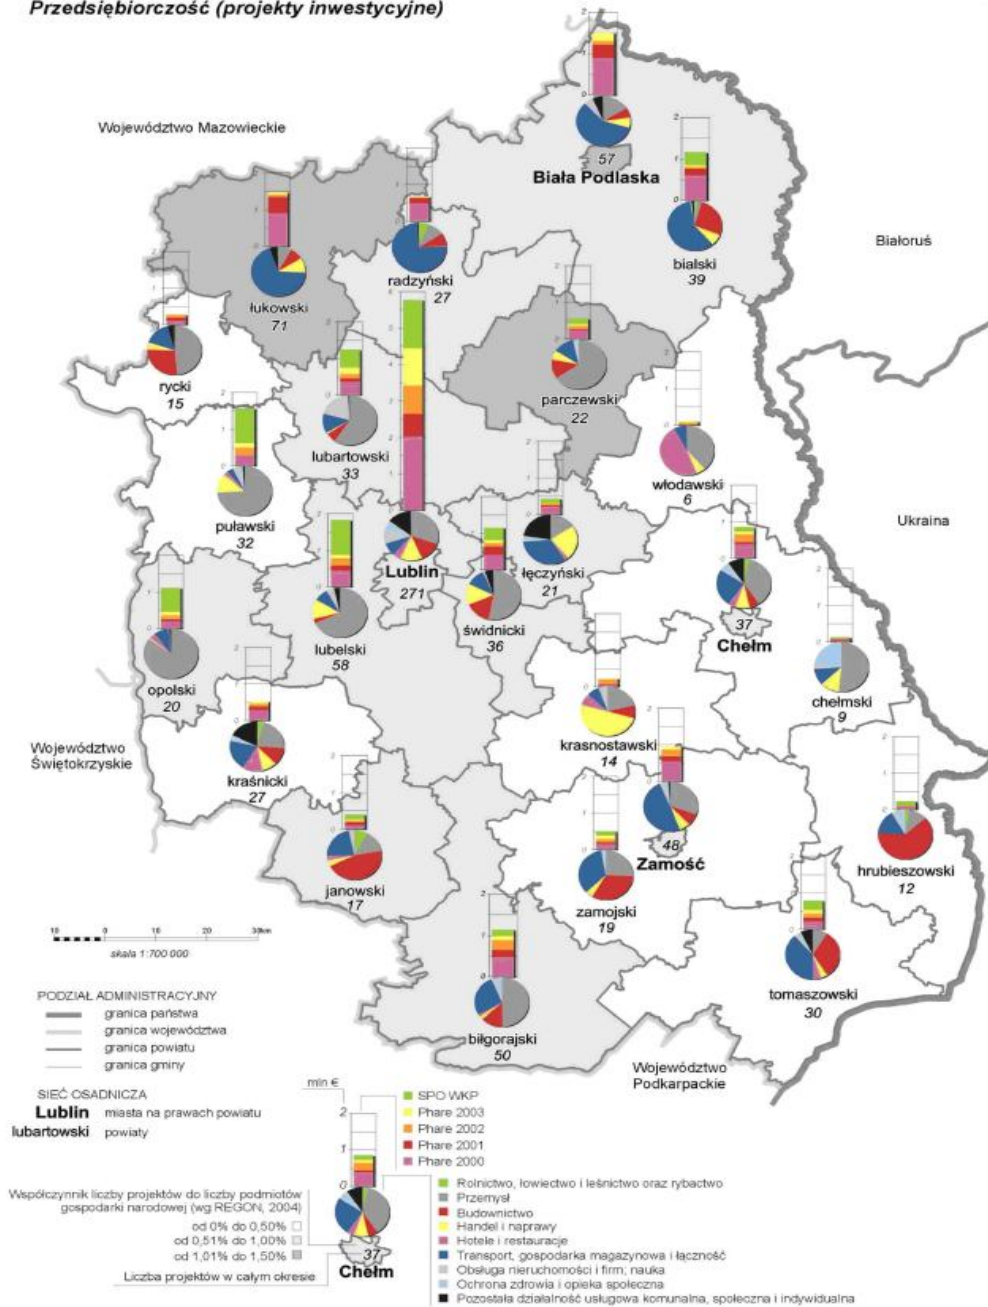 Przedsiębiorczość (projekty inwestycyjne)
Województwo Mazowieckie
57
Biała Podlaska
bialski
39
Białoruś
radzyński
27
łukowski
71
rycki
15
parczewski
22
lubartowski
33
włodawski
6
puławski
32
Ukraina
Lublin
271
łęczyński
21
świdnicki
36
37
Chełm
lubelski
58
opolski
20
chełmski
9
krasnostawski
14
Województwo
Świętokrzyskie
kraśnicki
27
48
Zamość
hrubieszowski
12
janowski
17
zamojski
19
tomaszowski
30
biłgorajski
50
Województwo
Podkarpackie
10 0 10 20 30km
skala 1:700 000
PODZIAŁ ADMINISTRACYJNY
granica państwa
granica województwa
granica powiatu
granica gminy
SIEĆ OSADNICZA
Lublin miasta na prawach powiatu
lubartowski powiaty
mln €
2
1
0
SPO WKP
Phare 2003
Phare 2002
Phare 2001
Phare 2000
Współczynnik liczby projektów do liczby podmiotów
gospodarki narodowej (wg REGON, 2004)
od 0% do 0,50%
od 0,51% do 1,00%
od 1,01% do 1,50%
Liczba projektów w całym okresie
37
Chełm
Rolnictwo, łowiectwo i leśnictwo oraz rybactwo
Przemysł
Budownictwo
Handel i naprawy
Hotele i restauracje
Transport, gospodarka magazynowa i łączność
Obsługa nieruchomości i firm; nauka
Ochrona zdrowia i opieka społeczna
Pozostała działalność usługowa komunalna, społeczna i indywidualna